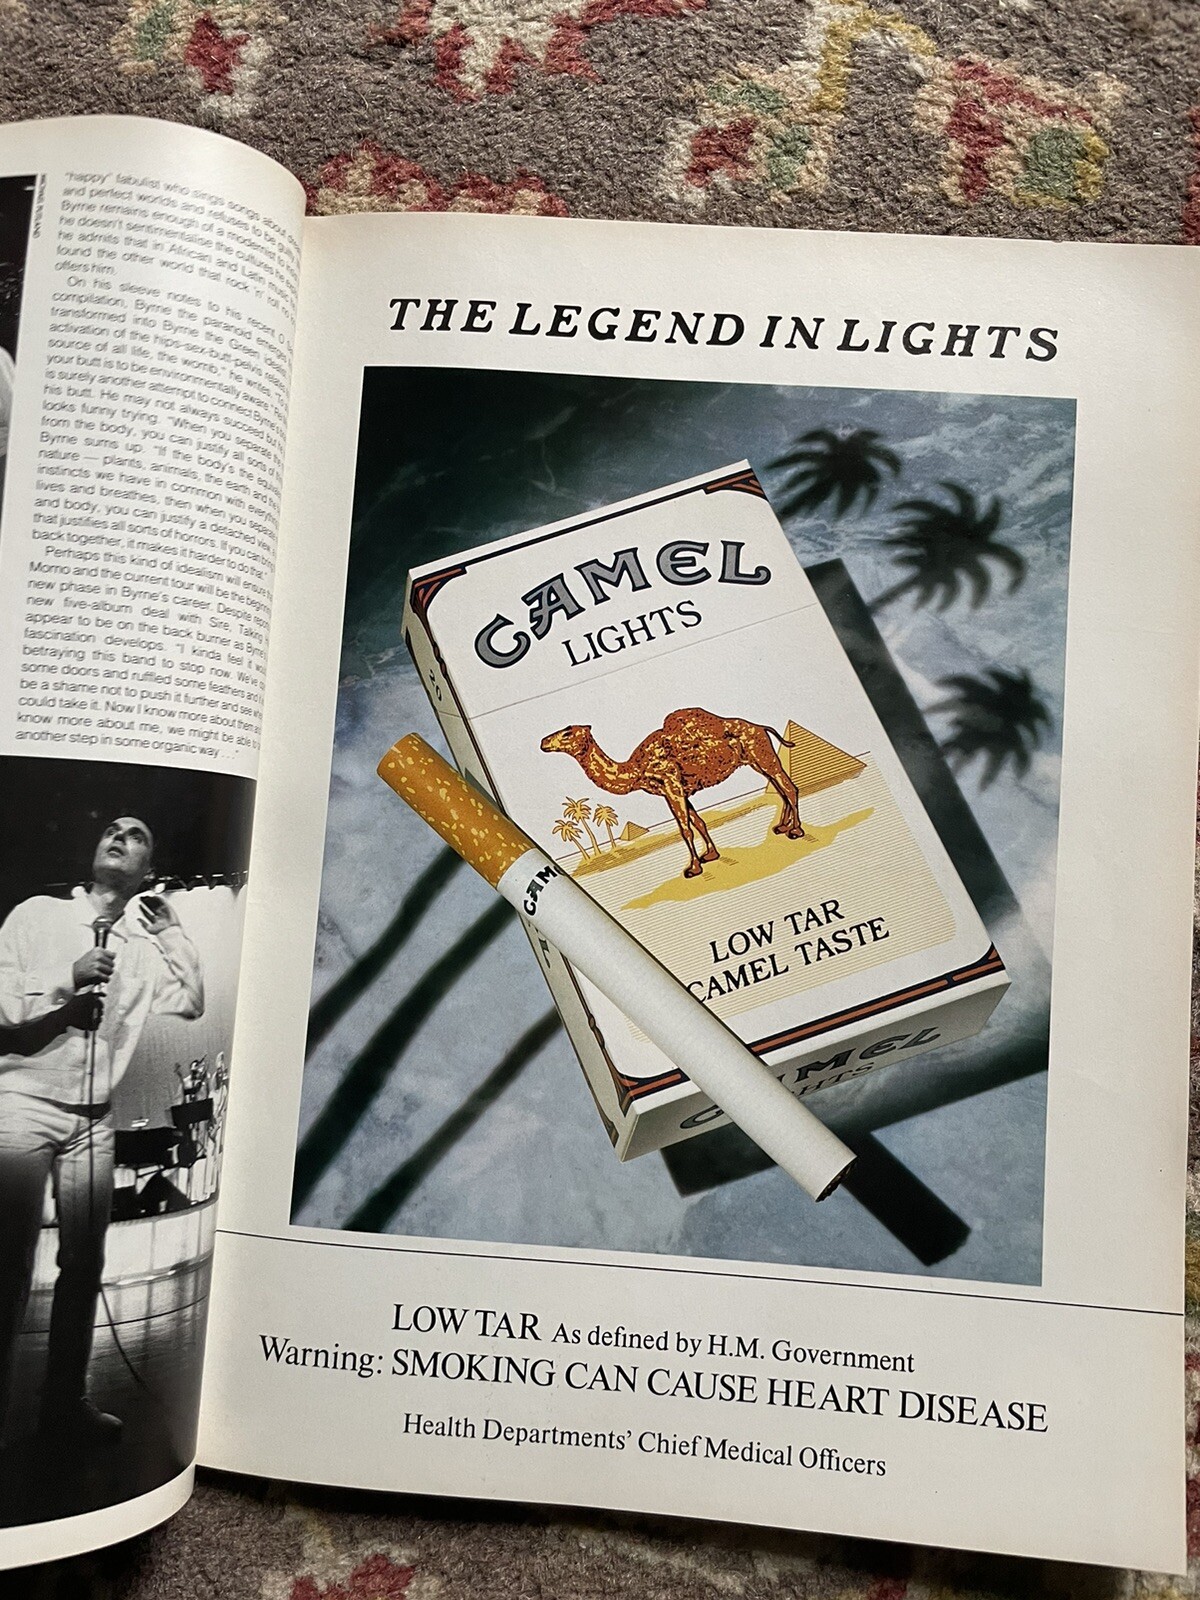 "happy" fabulist who sings songs about
and perfect worlds and refuses to be guilty
Byrne remains enough of a modernist to
he doesn't sentimentalise the cultures he
he admits that in African and Latin music
found the other world that rock 'n' roll no
offers him.
On his sleeve notes to his recent
compilation, Byrne the paranoid emerges
transformed into Byrne the Green
activation of the hips-sex-butt-pelvis
source of all life, the womb," he writes.
your butt is to be environmentally aware."
is surely another attempt to connect Byrne's
his butt. He may not always succeed but
looks funny trying. "When you separate
from the body, you can justify all sorts of
Byrne sums up. "If the body's the
nature — plants, animals, the earth and the
instincts we have in common with everything
lives and breathes, then when you separate
and body, you can justify a detached view
that justifies all sorts of horrors. If you can
back together, it makes it harder to do that."
Perhaps this kind of idealism will ensure
Momo and the current tour will be the
new phase in Byrne's career. Despite
new five-album deal with Sire, Talking
appear to be on the back burner as Byrne's
fascination develops. "I kinda feel it
betraying this band to stop now. We've
some doors and ruffled some feathers and
be a shame not to push it further and see
could take it. Now I know more about them
know more about me, we might be able to
another step in some organic way . . ."
THE LEGEND IN LIGHTS
CAMEL
LIGHTS
CAM
LOW TAR
CAMEL TASTE
LOW TAR As defined by H.M. Government
Warning: SMOKING CAN CAUSE HEART DISEASE
Health Departments' Chief Medical Officers